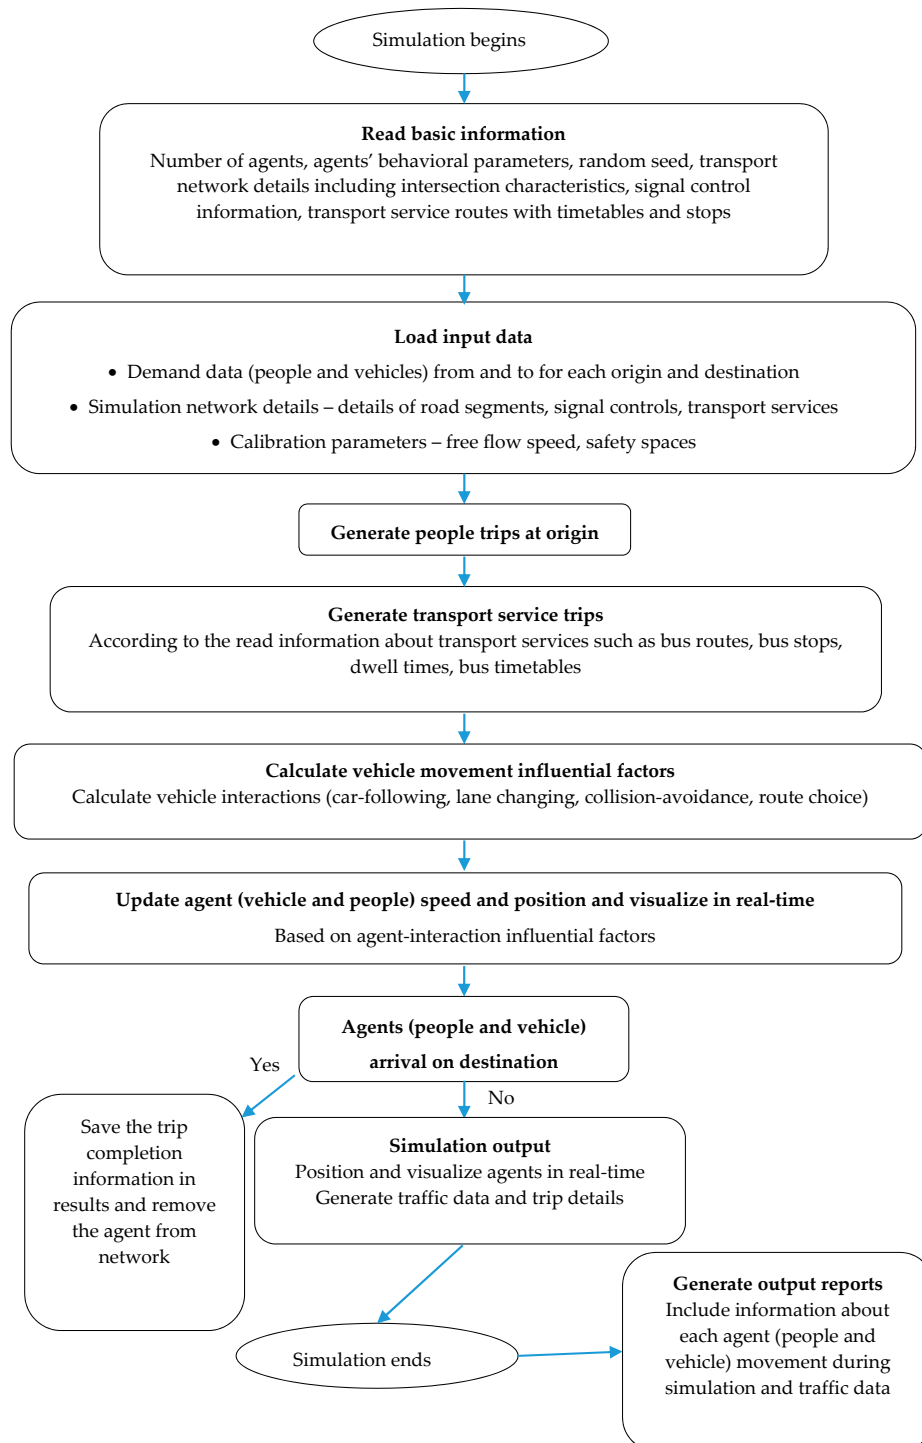 Simulation begins
Read basic information
Number of agents, agents’ behavioral parameters, random seed, transport
network details including intersection characteristics, signal control
information, transport service routes with timetables and stops
Load input data
• Demand data (people and vehicles) from and to for each origin and destination
• Simulation network details – details of road segments, signal controls, transport services
• Calibration parameters – free flow speed, safety spaces
Generate people trips at origin
Generate transport service trips
According to the read information about transport services such as bus routes, bus stops,
dwell times, bus timetables
Calculate vehicle movement influential factors
Calculate vehicle interactions (car-following, lane changing, collision-avoidance, route choice)
Update agent (vehicle and people) speed and position and visualize in real-time
Based on agent-interaction influential factors
Agents (people and vehicle)
arrival on destination
Yes
No
Save the trip
completion
information in
results and remove
the agent from
network
Simulation output
Position and visualize agents in real-time
Generate traffic data and trip details
Simulation ends
Generate output reports
Include information about
each agent (people and
vehicle) movement during
simulation and traffic data